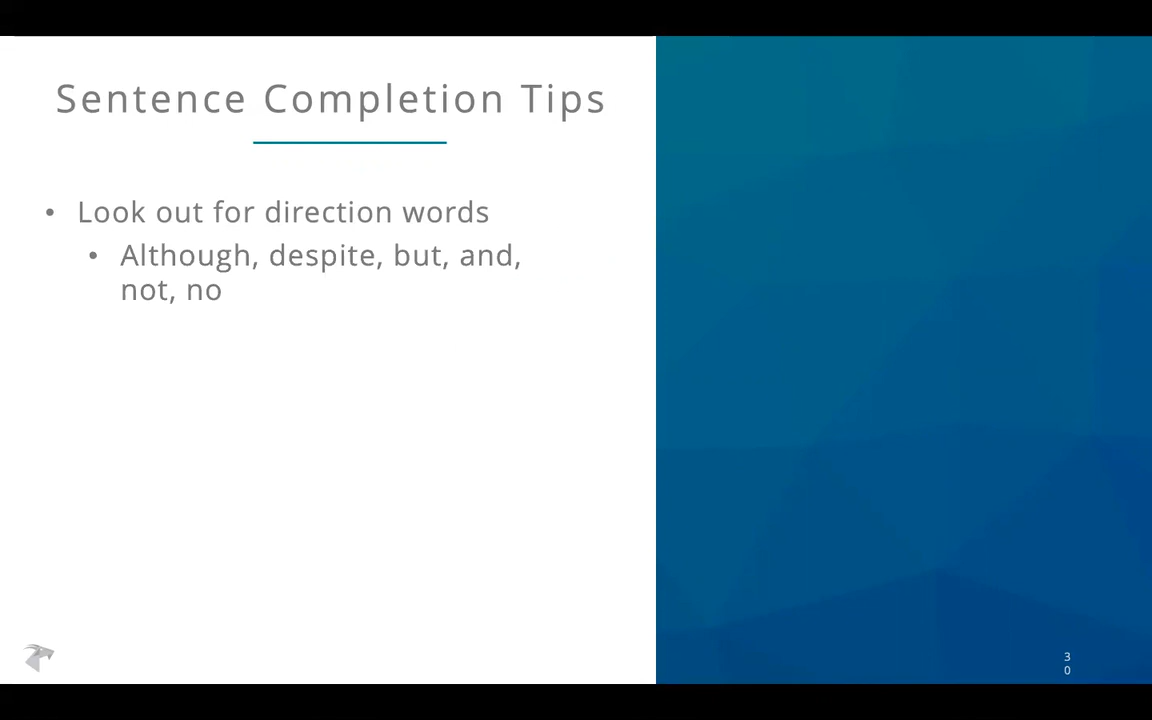 Sentence Completion Tips
• Look out for direction words
• Although, despite, but, and,
not, no
3
0